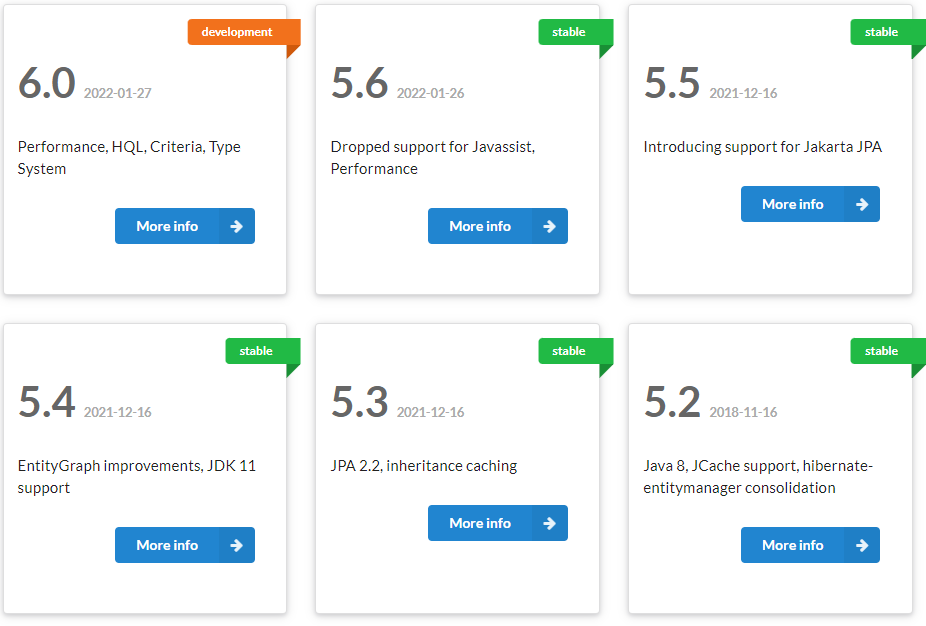 development
6.0 2022-01-27
Performance, HQL, Criteria, Type
System
More info
stable
5.6 2022-01-26
Dropped support for Javassist,
Performance
More info
stable
5.5 2021-12-16
Introducing support for Jakarta JPA
More info
stable
5.4 2021-12-16
EntityGraph improvements, JDK 11
support
More info
stable
5.3 2021-12-16
JPA 2.2, inheritance caching
More info
stable
5.2 2018-11-16
Java 8, JCache support, hibernate-
entitymanager consolidation
More info